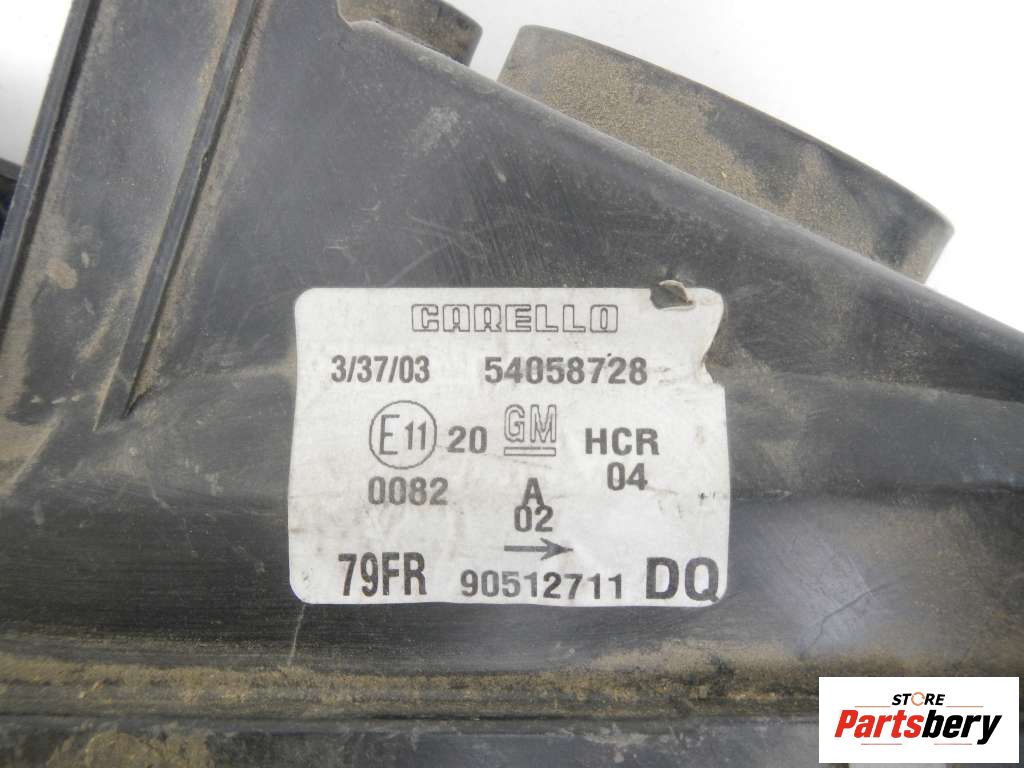 CARELLO
3/37/03 54058728
E11 20 GM HCR
0082 A 04
02
→
79FR 90512711 DQ
STORE
Partsbery